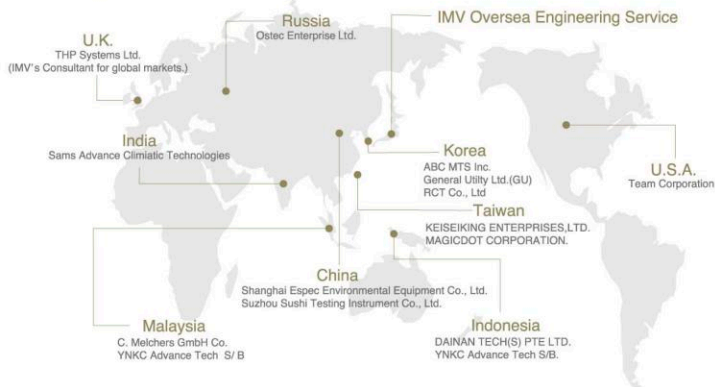 Russia
Ostec Enterprise Ltd.
IMV Oversea Engineering Service
U.K.
THP Systems Ltd.
(IMV's Consultant for global markets.)
India
Sams Advance Climiatic Technologies
Korea
ABC MTS Inc.
General Utilty Ltd.(GU)
RCT Co., Ltd
U.S.A.
Team Corporation
Taiwan
KEISEIKING ENTERPRISES,LTD.
MAGICDOT CORPORATION.
China
Shanghai Espec Environmental Equipment Co., Ltd.
Suzhou Sushi Testing Instrument Co., Ltd.
Malaysia
C. Melchers GmbH Co.
YNKC Advance Tech S/ B
Indonesia
DAINAN TECH(S) PTE LTD.
YNKC Advance Tech S/B.